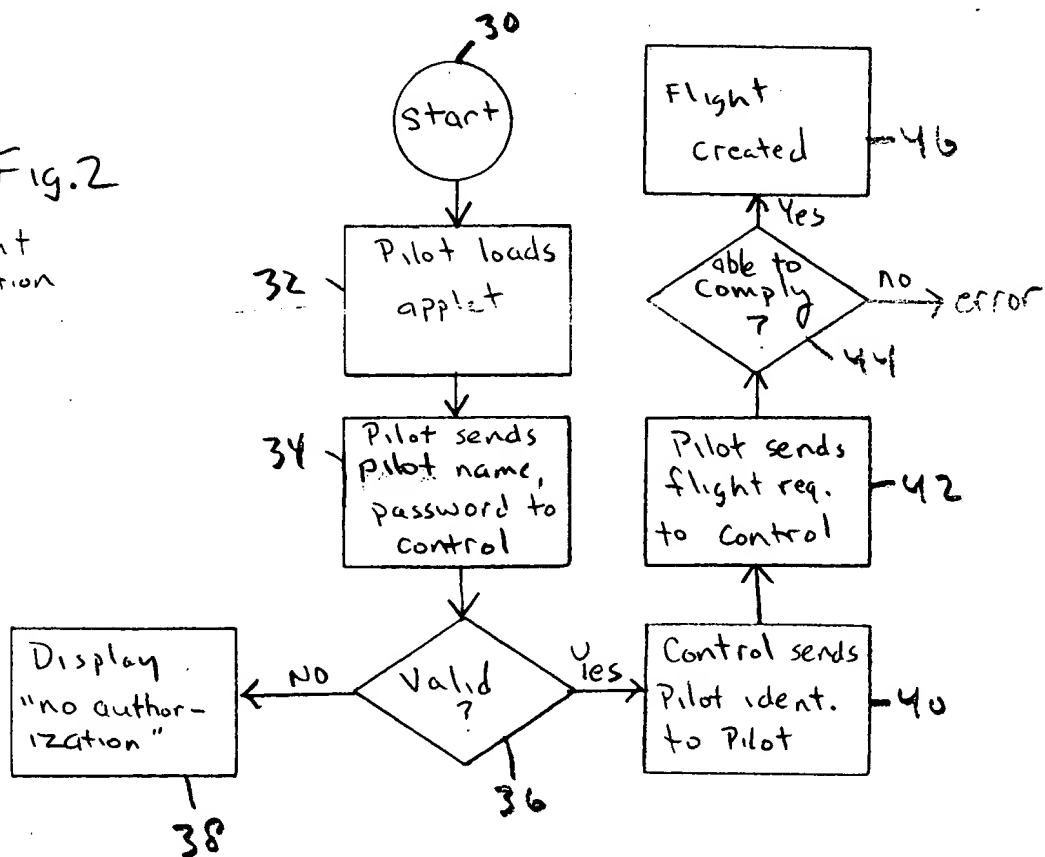 30
Start
Fig.2
32
Pilot loads
applet
34
Pilot sends
pilot name,
password to
control
Valid
?
36
NO
Display
"no author-
ization"
38
Yes
Control sends
Pilot ident.
to Pilot
40
Pilot sends
flight req.
to Control
42
able to
comply
?
44
no
error
Yes
Flight
created
46